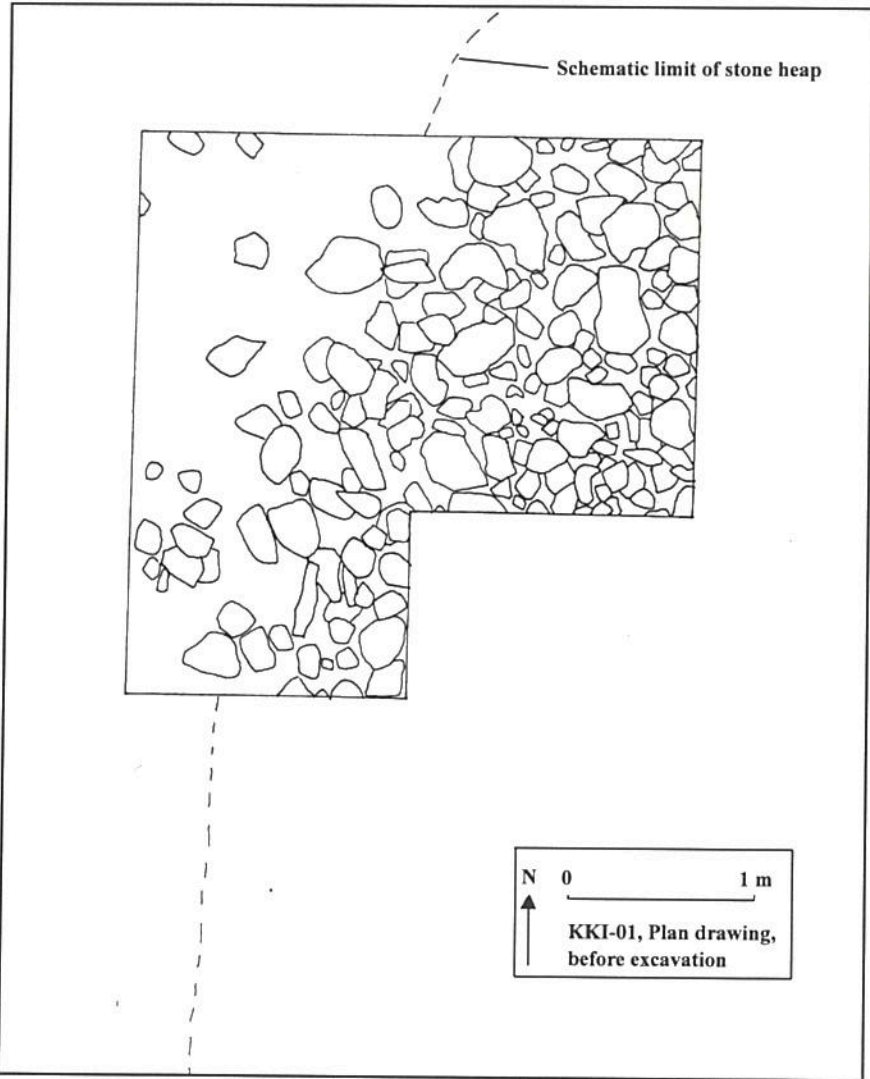 Schematic limit of stone heap
N 0 1 m
KKI-01, Plan drawing,
before excavation